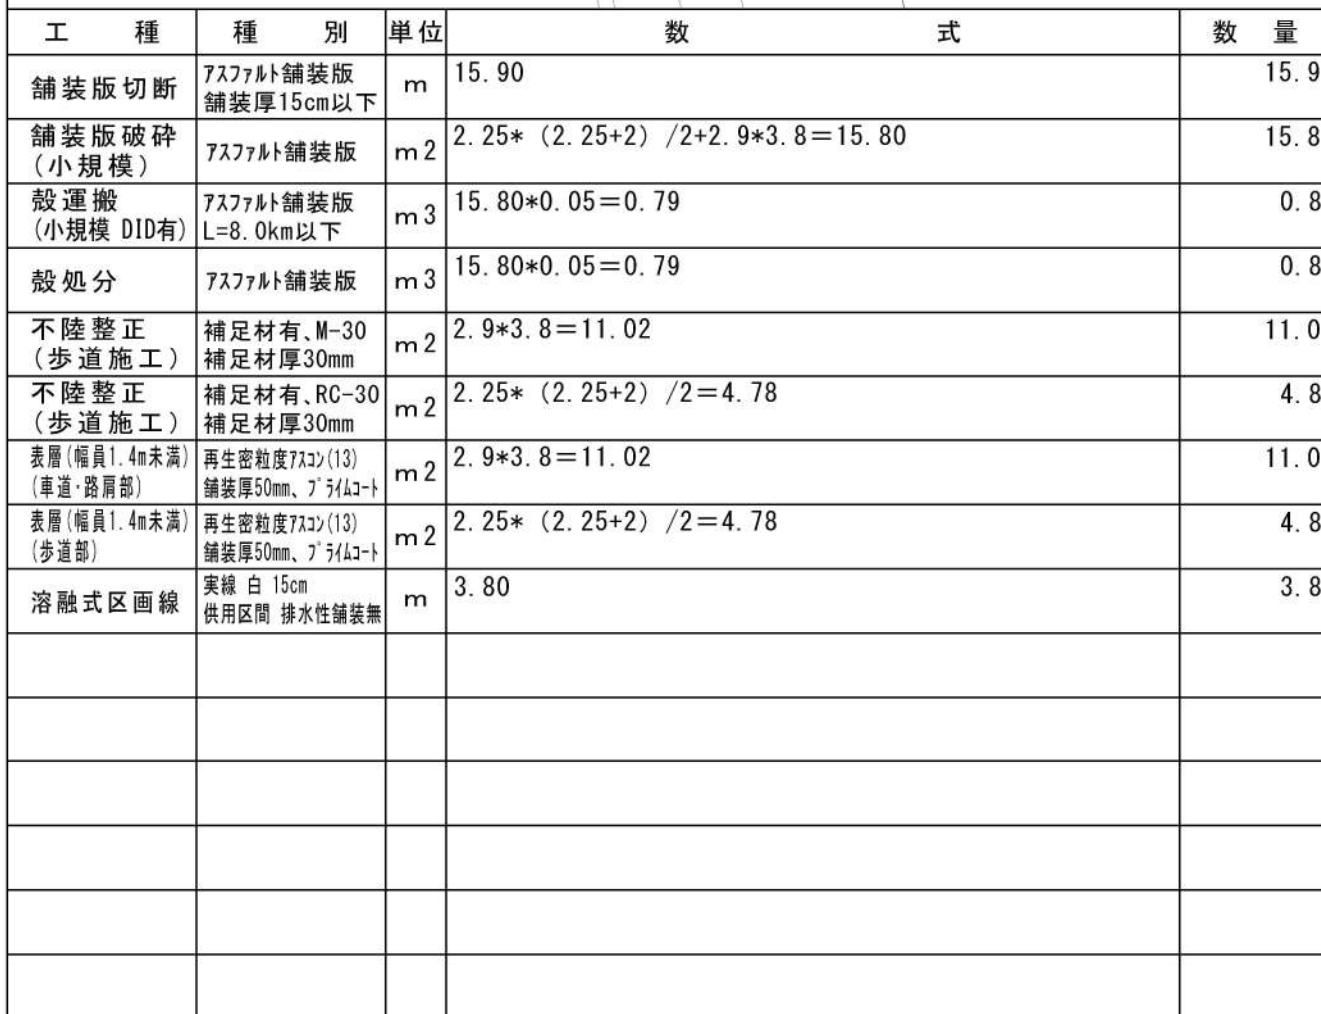 工種 種別 単位 数式 数量
舗装版切断 アスファルト舗装版 m 15.90 15.9
舗装厚15cm以下
舗装版破砕 アスファルト舗装版 m2 2.25*(2.25+2)/2+2.9*3.8=15.80 15.8
(小規模)
殻運搬 アスファルト舗装版 m3 15.80*0.05=0.79 0.8
(小規模 DID有) L=8.0km以下
殻処分 アスファルト舗装版 m3 15.80*0.05=0.79 0.8
不陸整正 補足材有、M-30 m2 2.9*3.8=11.02 11.0
(歩道施工) 補足材厚30mm
不陸整正 補足材有、RC-30 m2 2.25*(2.25+2)/2=4.78 4.8
(歩道施工) 補足材厚30mm
表層(幅員1.4m未満) 再生密粒度アスコン(13) m2 2.9*3.8=11.02 11.0
(車道・路肩部) 舗装厚50mm、プライムコート
表層(幅員1.4m未満) 再生密粒度アスコン(13) m2 2.25*(2.25+2)/2=4.78 4.8
(歩道部) 舗装厚50mm、プライムコート
溶融式区画線 実線 白 15cm m 3.80 3.8
供用区間 排水性舗装無